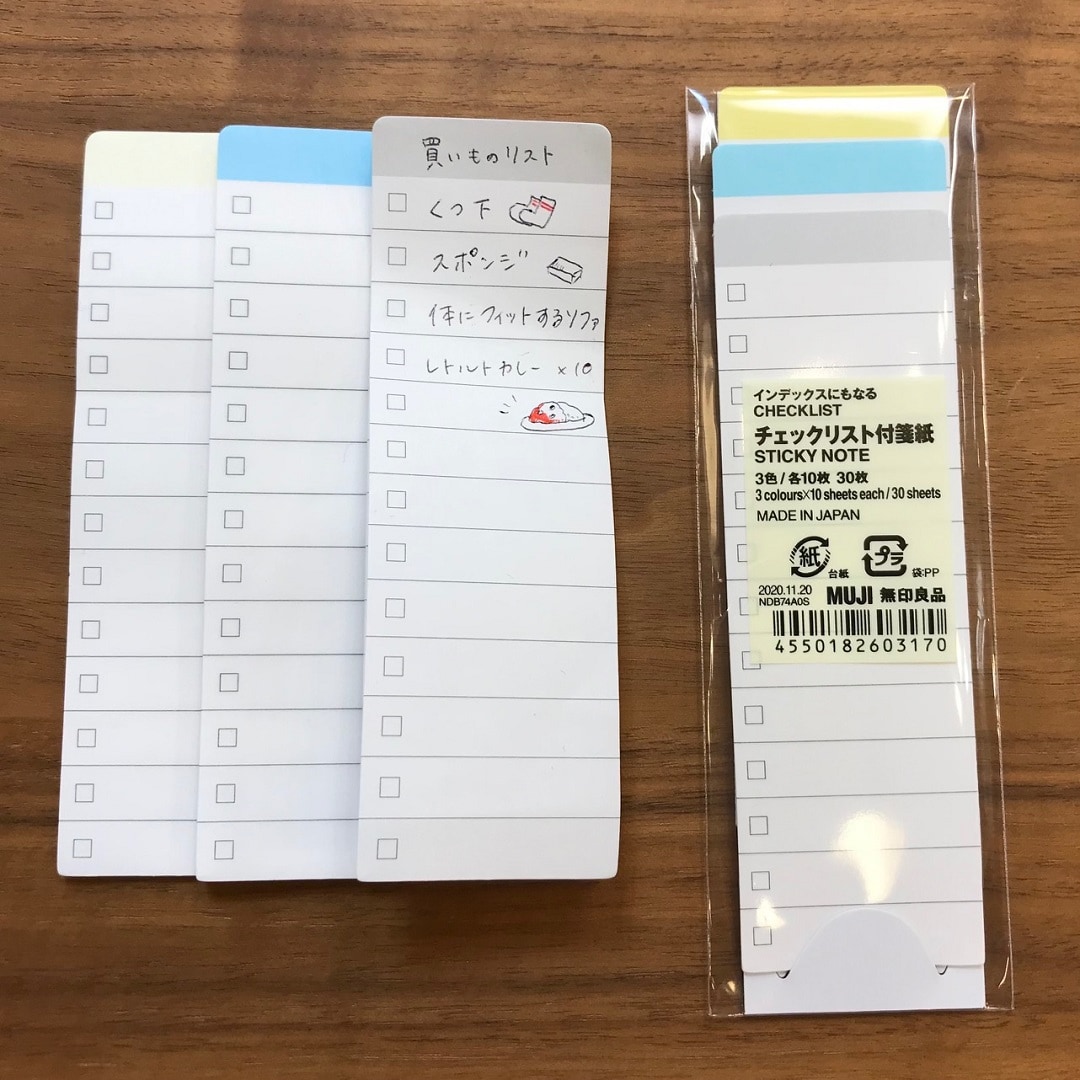 買いものリスト
くつ下
スポンジ
体にフィットするソファ
レトルトカレー ×10
インデックスにもなる
CHECKLIST
チェックリスト付箋紙
STICKY NOTE
3色 / 各10枚 30枚
3 colours×10 sheets each / 30 sheets
MADE IN JAPAN
紙 台紙 プラ 袋:PP
2020.11.20
NDB74A0S MUJI 無印良品
4550182603170